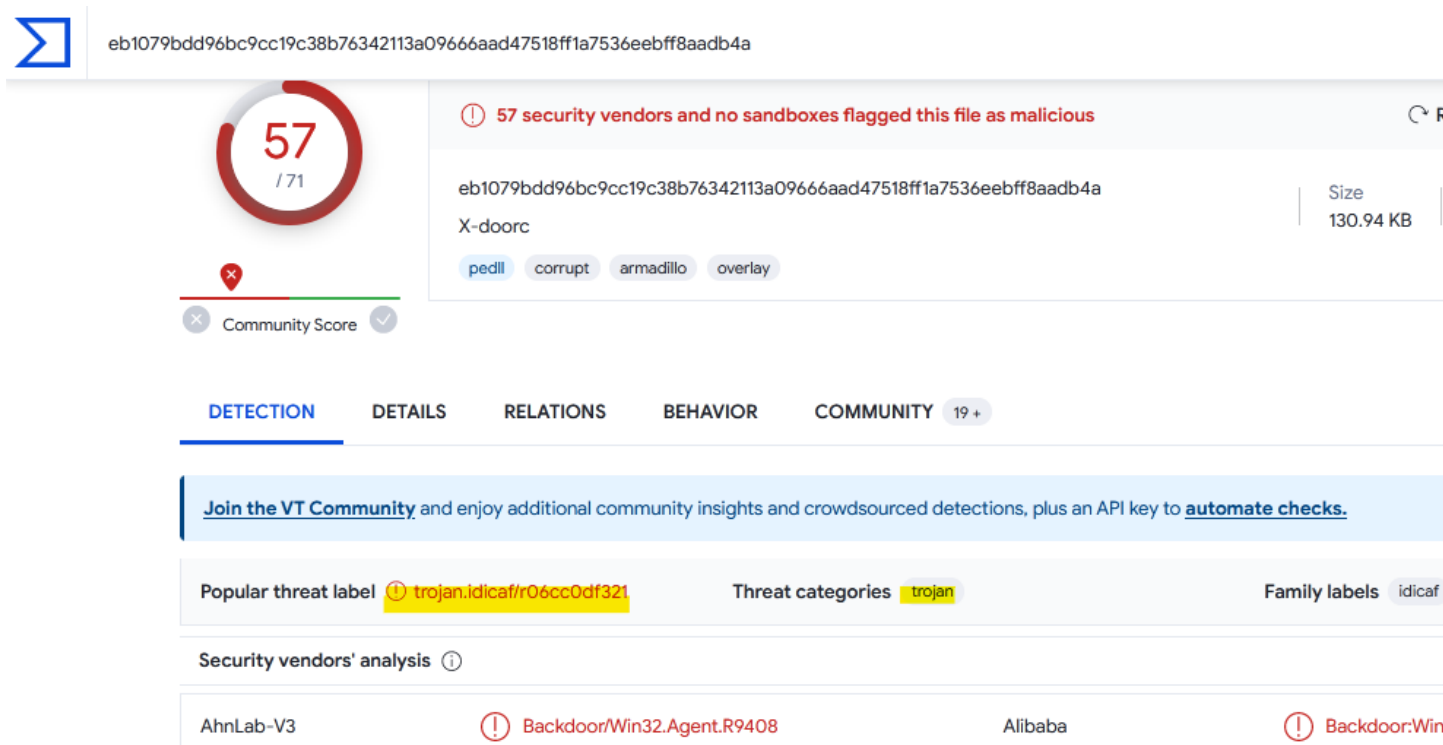 eb1079bdd96bc9cc19c38b76342113a09666aad47518ff1a7536eebff8aadb4a
57
/ 71
57 security vendors and no sandboxes flagged this file as malicious
eb1079bdd96bc9cc19c38b76342113a09666aad47518ff1a7536eebff8aadb4a
X-doorc
pedll corrupt armadillo overlay
Size
130.94 KB
Community Score
DETECTION DETAILS RELATIONS BEHAVIOR COMMUNITY 19 +
Join the VT Community and enjoy additional community insights and crowdsourced detections, plus an API key to automate checks.
Popular threat label trojan.idicaf/r06cc0df321 Threat categories trojan Family labels idicaf
Security vendors' analysis
AhnLab-V3 Backdoor/Win32.Agent.R9408 Alibaba Backdoor:Win